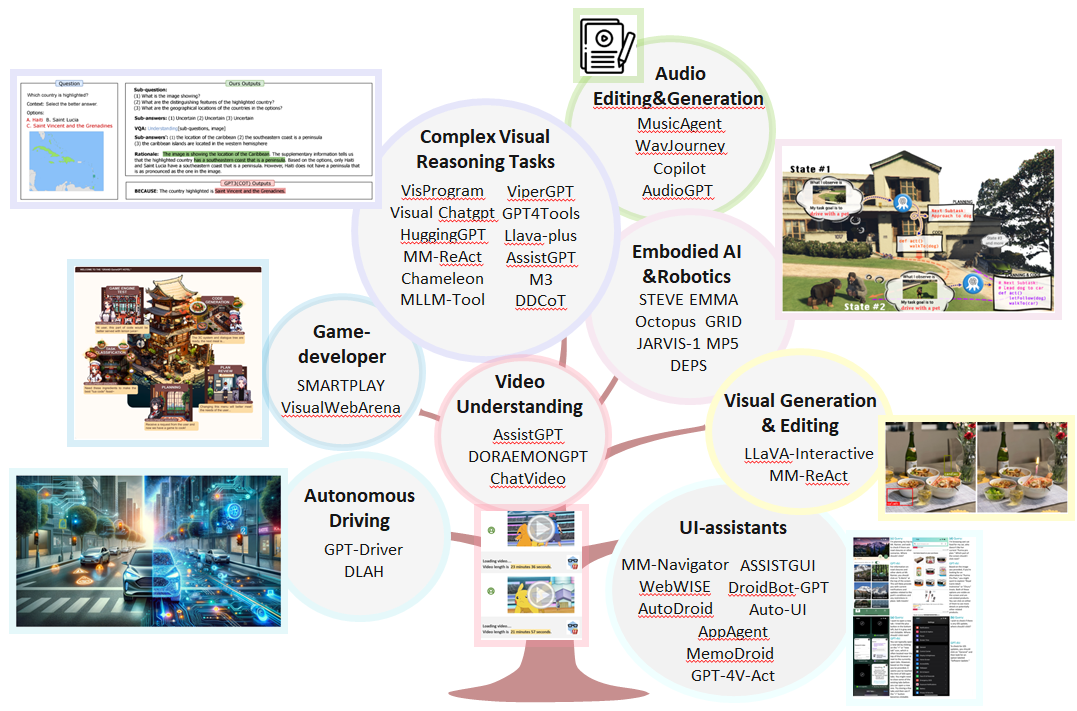 Audio
Editing&Generation
MusicAgent
WavJourney
Copilot
AudioGPT
Question
Which country is highlighted?
Context: Select the better answer.
Options:
A. Haiti B. Saint Lucia
C. Saint Vincent and the Grenadines
Ours Outputs
Sub-question:
(1) What is the image showing?
(2) What are the distinguishing features of the highlighted country?
(3) What are the geographical locations of the countries in the options?
Sub-answers: (1) Uncertain (2) Uncertain (3) Uncertain
VQA: Understanding[sub-questions, image]
Sub-answers': (1) the location of the caribbean (2) the southeastern coast is a peninsula
(3) the caribbean islands are located in the western hemisphere
Rationale: The image is showing the location of the Caribbean. The supplementary information tells us
that the highlighted country has a southeastern coast that is a peninsula. Based on the options, only Haiti
and Saint Lucia have a southeastern coast that is a peninsula. However, Haiti does not have a peninsula that
is as pronounced as the one in the image.
GPT3(COT) Outputs
BECAUSE: The country highlighted is Saint Vincent and the Grenadines.
Complex Visual
Reasoning Tasks
VisProgram ViperGPT
Visual Chatgpt GPT4Tools
HuggingGPT Llava-plus
MM-ReAct AssistGPT
Chameleon M3
MLLM-Tool DDCoT
State #1
What I observe is
My task goal is to
drive with a pet
PLANNING
# Next Subtask:
Approach to dog
CODE
def act():
walkTo(dog)
What I observe is
My task goal is to
drive with a pet
PLANNING & CODE
# Next Subtask:
# Lead dog to car
def act():
letFollow(dog)
walkTo(car)
State #2
Embodied AI
&Robotics
STEVE EMMA
Octopus GRID
JARVIS-1 MP5
DEPS
GAME ENGINE
TEST
CODE
GENERATION
TASK
CLASSIFICATION
PLAN
REVIEW
PLANNING
Game-
developer
SMARTPLAY
VisualWebArena
Video
Understanding
AssistGPT
DORAEMONGPT
ChatVideo
Visual Generation
& Editing
LLaVA-Interactive
MM-ReAct
Autonomous
Driving
GPT-Driver
DLAH
Loading video...
Video length is 21 minutes 36 seconds.
Loading video...
Video length is 21 minutes 57 seconds.
UI-assistants
MM-Navigator ASSISTGUI
WebWISE DroidBot-GPT
AutoDroid Auto-UI
AppAgent
MemoDroid
GPT-4V-Act